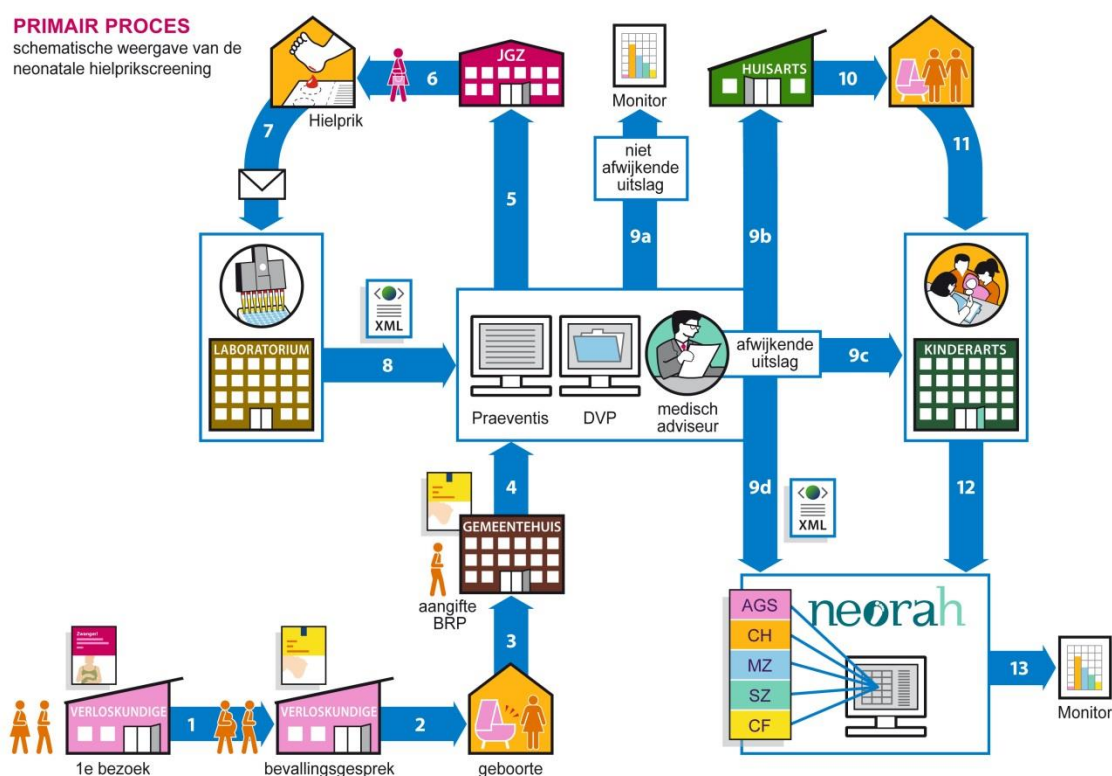 PRIMAIR PROCES
schematische weergave van de
neonatale hielprikscreening
Hielprik
6
JGZ
Monitor
HUISARTS
10
7
niet
afwijkende
uitslag
11
5
9a
9b
XML
LABORATORIUM
8
Praeventis
DVP
medisch
adviseur
afwijkende
uitslag
9c
KINDERARTS
4
GEMEENTEHUIS
aangifte
BRP
9d
XML
12
3
Zwanger!
VERLOSKUNDIGE
1e bezoek
1
VERLOSKUNDIGE
bevallingsgesprek
2
geboorte
AGS
CH
MZ
SZ
CF
neorah
13
Monitor